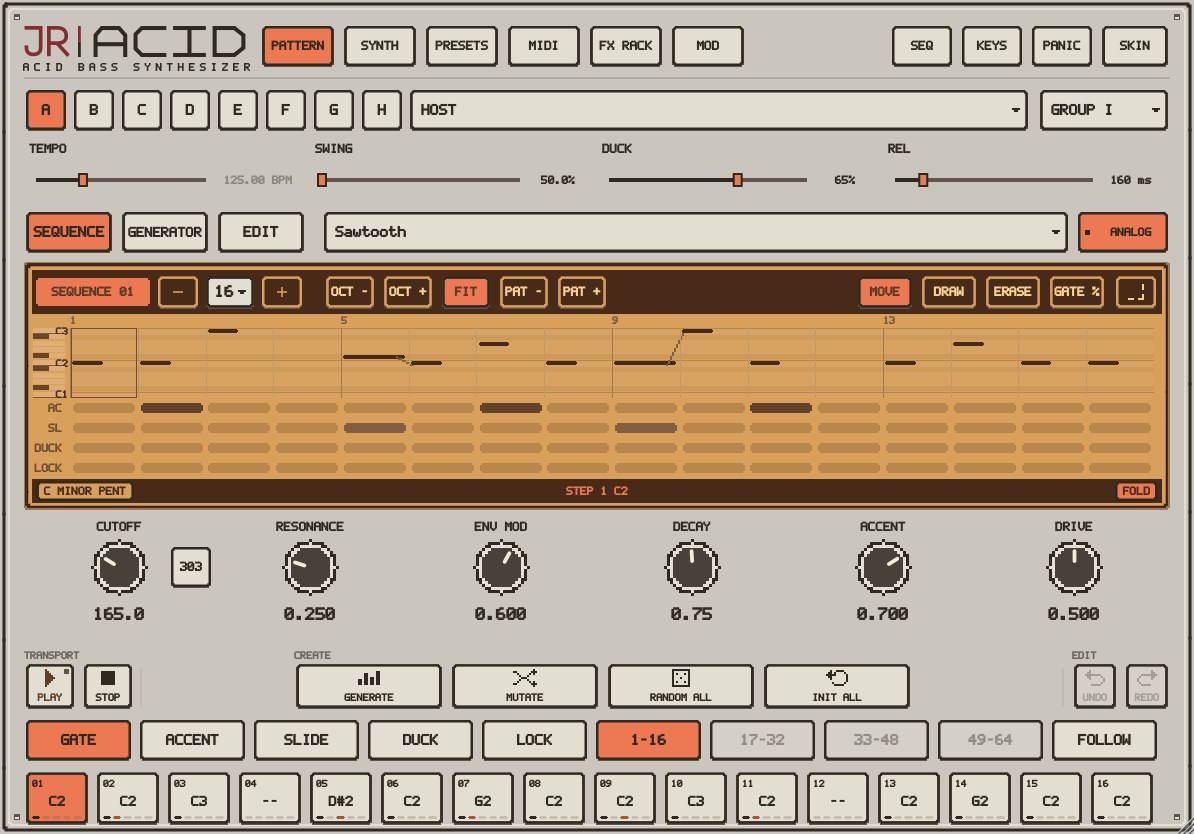 JR|ACID PATTERN SYNTH PRESETS MIDI FX RACK MOD SEQ KEYS PANIC SKIN
ACID BASS SYNTHESIZER
A B C D E F G H HOST GROUP I
TEMPO SWING DUCK REL
125.00 BPM 50.0% 65% 160 ms
SEQUENCE GENERATOR EDIT Sawtooth ANALOG
SEQUENCE 01 - 16 + OCT - OCT + FIT PAT - PAT + MOVE DRAW ERASE GATE %
1 5 9 13
C3
C2
C1
AC
SL
DUCK
LOCK
C MINOR PENT STEP 1 C2 FOLD
CUTOFF RESONANCE ENV MOD DECAY ACCENT DRIVE
303
165.0 0.250 0.600 0.75 0.700 0.500
TRANSPORT CREATE EDIT
PLAY STOP GENERATE MUTATE RANDOM ALL INIT ALL UNDO REDO
GATE ACCENT SLIDE DUCK LOCK 1-16 17-32 33-48 49-64 FOLLOW
01 02 03 04 05 06 07 08 09 10 11 12 13 14 15 16
C2 C2 C3 -- D#2 C2 G2 C2 C2 C3 C2 -- C2 G2 C2 C2